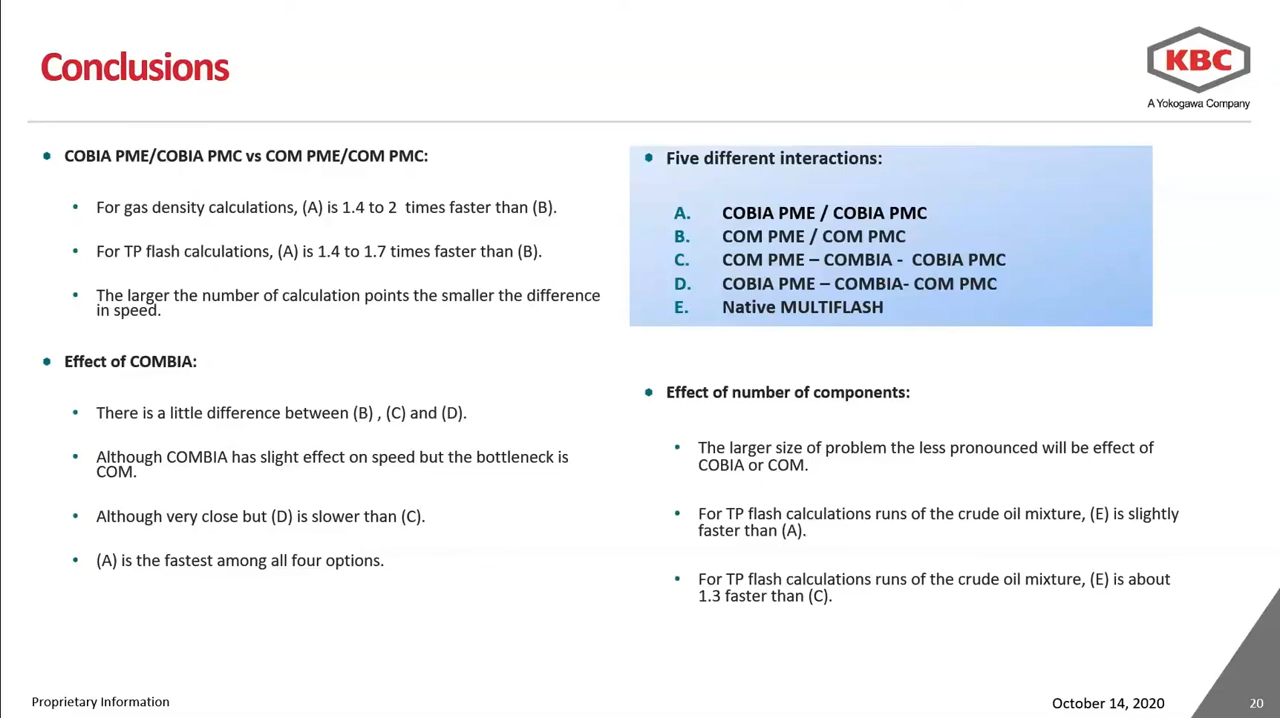 Conclusions
KBC
A Yokogawa Company
COBIA PME/COBIA PMC vs COM PME/COM PMC:
For gas density calculations, (A) is 1.4 to 2 times faster than (B).
For TP flash calculations, (A) is 1.4 to 1.7 times faster than (B).
The larger the number of calculation points the smaller the difference
in speed.
Effect of COMBIA:
There is a little difference between (B) , (C) and (D).
Although COMBIA has slight effect on speed but the bottleneck is
COM.
Although very close but (D) is slower than (C).
(A) is the fastest among all four options.
Five different interactions:
A. COBIA PME / COBIA PMC
B. COM PME / COM PMC
C. COM PME – COMBIA - COBIA PMC
D. COBIA PME – COMBIA- COM PMC
E. Native MULTIFLASH
Effect of number of components:
The larger size of problem the less pronounced will be effect of
COBIA or COM.
For TP flash calculations runs of the crude oil mixture, (E) is slightly
faster than (A).
For TP flash calculations runs of the crude oil mixture, (E) is about
1.3 faster than (C).
Proprietary Information
October 14, 2020
20